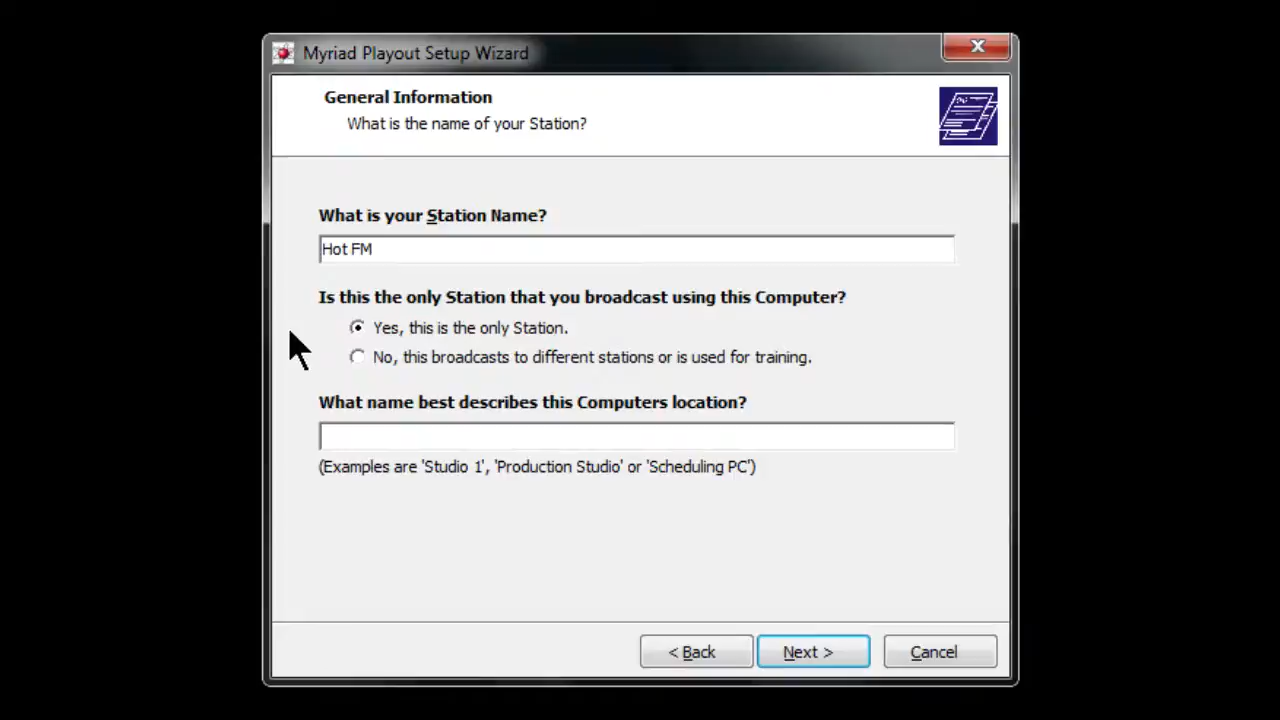 Myriad Playout Setup Wizard
General Information
What is the name of your Station?
What is your Station Name?
Hot FM
Is this the only Station that you broadcast using this Computer?
Yes, this is the only Station.
No, this broadcasts to different stations or is used for training.
What name best describes this Computers location?
(Examples are 'Studio 1', 'Production Studio' or 'Scheduling PC')
< Back Next > Cancel